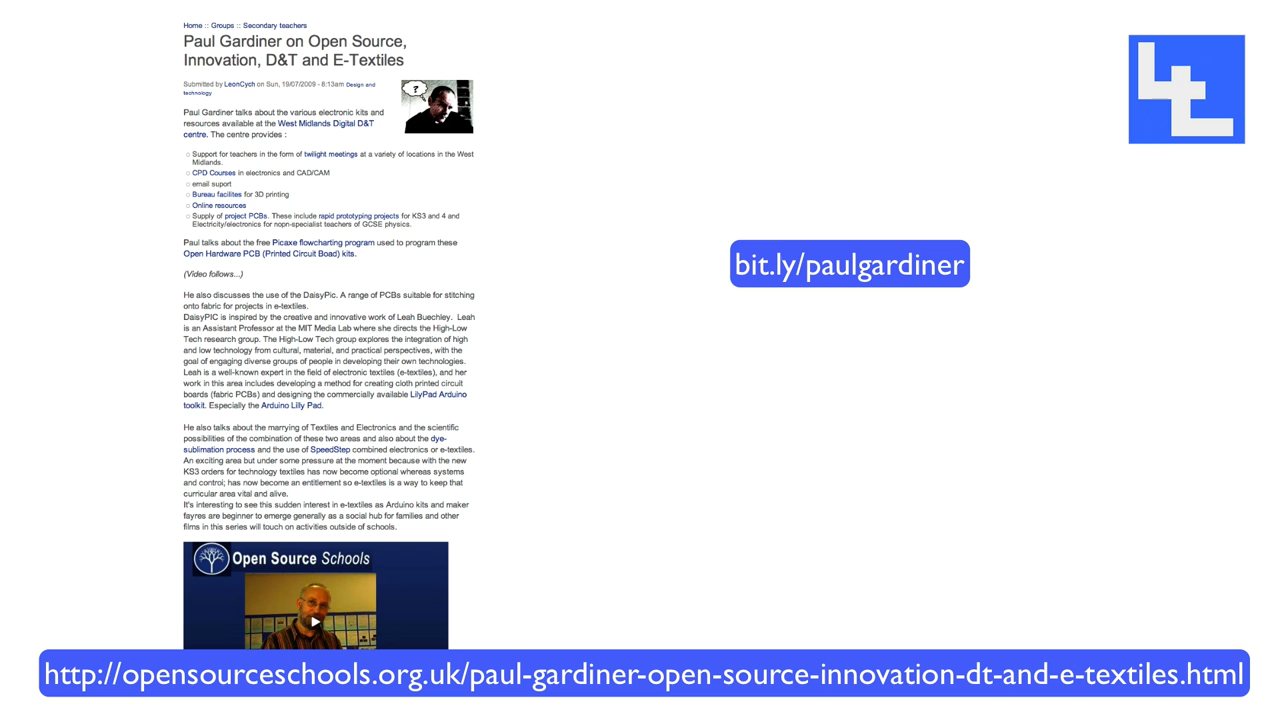 Home :: Groups :: Secondary teachers
Paul Gardiner on Open Source,
Innovation, D&T and E-Textiles
Submitted by LeonCych on Sun, 19/07/2009 - 8:13am Design and
technology
?
Paul Gardiner talks about the various electronic kits and
resources available at the West Midlands Digital D&T
centre. The centre provides :
Support for teachers in the form of twilight meetings at a variety of locations in the West
Midlands.
CPD Courses in electronics and CAD/CAM
email suport
Bureau facilites for 3D printing
Online resources
Supply of project PCBs. These include rapid prototyping projects for KS3 and 4 and
Electricity/electronics for nopn-specialist teachers of GCSE physics.
Paul talks about the free Picaxe flowcharting program used to program these
Open Hardware PCB (Printed Circuit Boad) kits.
(Video follows...)
He also discusses the use of the DaisyPic. A range of PCBs suitable for stitching
onto fabric for projects in e-textiles.
DaisyPIC is inspired by the creative and innovative work of Leah Buechley. Leah
is an Assistant Professor at the MIT Media Lab where she directs the High-Low
Tech research group. The High-Low Tech group explores the integration of high
and low technology from cultural, material, and practical perspectives, with the
goal of engaging diverse groups of people in developing their own technologies.
Leah is a well-known expert in the field of electronic textiles (e-textiles), and her
work in this area includes developing a method for creating cloth printed circuit
boards (fabric PCBs) and designing the commercially available LilyPad Arduino
toolkit. Especially the Arduino Lilly Pad.
He also talks about the marrying of Textiles and Electronics and the scientific
possibilities of the combination of these two areas and also about the dye-
sublimation process and the use of SpeedStep combined electronics or e-textiles.
An exciting area but under some pressure at the moment because with the new
KS3 orders for technology textiles has now become optional whereas systems
and control; has now become an entitlement so e-textiles is a way to keep that
curricular area vital and alive.
It's interesting to see this sudden interest in e-textiles as Arduino kits and maker
fayres are beginner to emerge generally as a social hub for families and other
films in this series will touch on activities outside of schools.
Open Source Schools
bit.ly/paulgardiner
http://opensourceschools.org.uk/paul-gardiner-open-source-innovation-dt-and-e-textiles.html